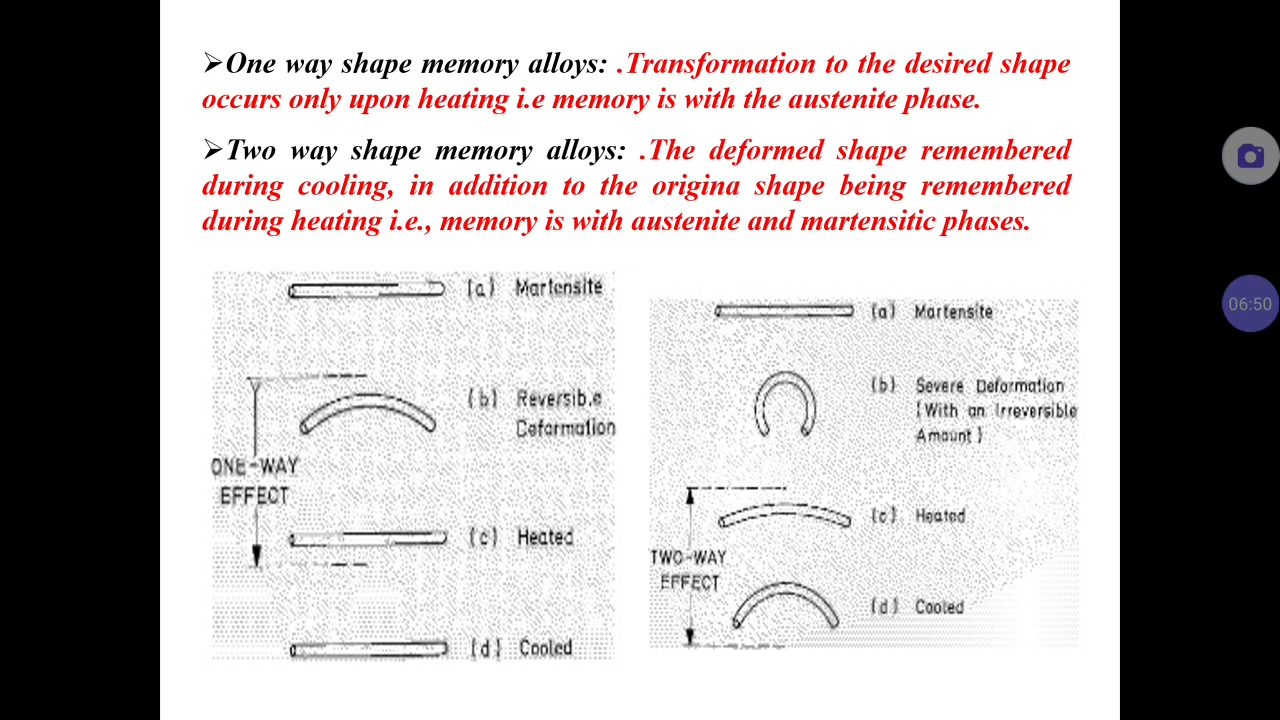 ➢One way shape memory alloys: .Transformation to the desired shape
occurs only upon heating i.e memory is with the austenite phase.
➢Two way shape memory alloys: .The deformed shape remembered
during cooling, in addition to the origina shape being remembered
during heating i.e., memory is with austenite and martensitic phases.
(a) Martensite
(b) Reversib.e
Deformation
ONE-WAY
EFFECT
(c) Heated
(d) Cooled
(a) Martensite
(b) Severe Deformation
(With an Irreversible
Amount)
(c) Heated
TWO-WAY
EFFECT
(d) Cooled
06:50